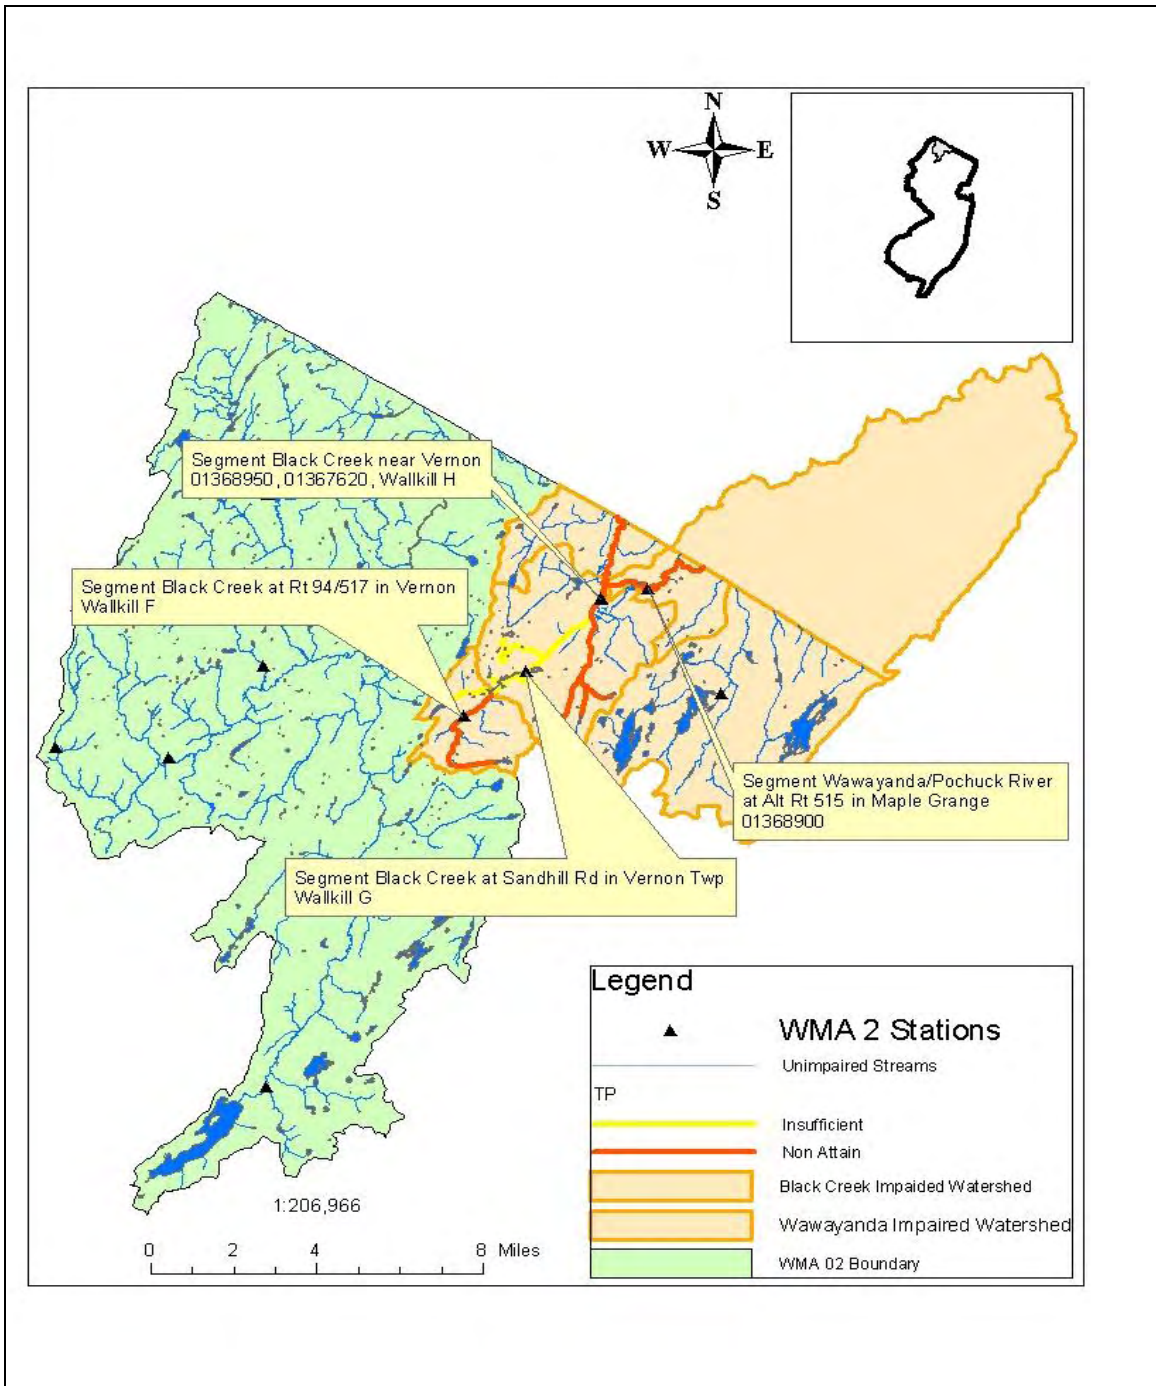 N
W E
S
Segment Black Creek near Vernon
01368950, 01367620, Wallkill H
Segment Black Creek at Rt 94/517 in Vernon
Wallkill F
Segment Wawayanda/Pochuck River
at Alt Rt 515 in Maple Grange
01368900
Segment Black Creek at Sandhill Rd in Vernon Twp
Wallkill G
Legend
WMA 2 Stations
Unimpaired Streams
TP
Insufficient
Non Attain
Black Creek Impaided Watershed
Wawayanda Impaired Watershed
WMA 02 Boundary
1:206,966
0 2 4 8 Miles